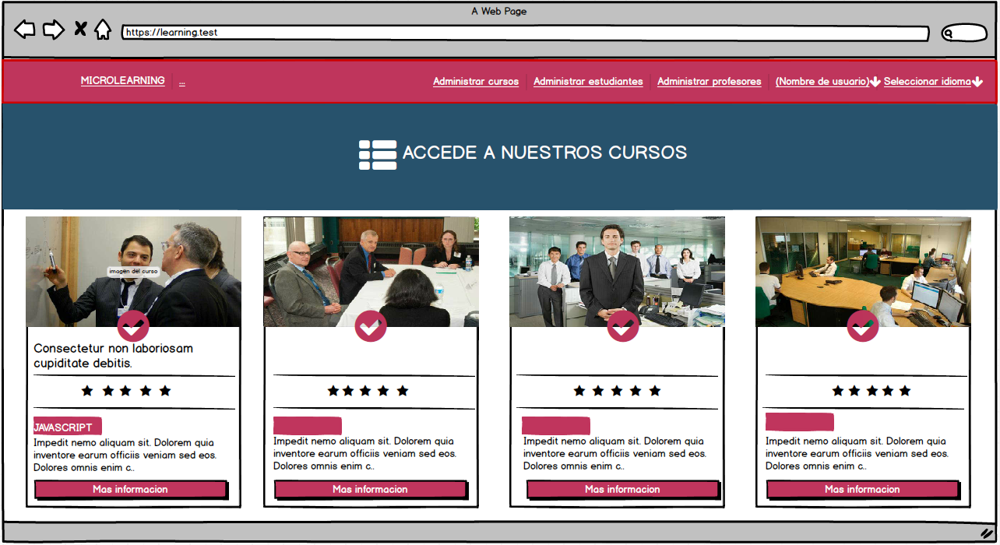 A Web Page
https://learning.test
MICROLEARNING
...
Administrar cursos
Administrar estudiantes
Administrar profesores
(Nombre de usuario)
Seleccionar idioma
ACCEDE A NUESTROS CURSOS
imagen del curso
Consectetur non laboriosam
cupiditate debitis.
JAVASCRIPT
Impedit nemo aliquam sit. Dolorem quia
inventore earum officiis veniam sed eos.
Dolores omnis enim c..
Mas informacion
Impedit nemo aliquam sit. Dolorem quia
inventore earum officiis veniam sed eos.
Dolores omnis enim c..
Mas informacion
Impedit nemo aliquam sit. Dolorem quia
inventore earum officiis veniam sed eos.
Dolores omnis enim c..
Mas informacion
Impedit nemo aliquam sit. Dolorem quia
inventore earum officiis veniam sed eos.
Dolores omnis enim c..
Mas informacion